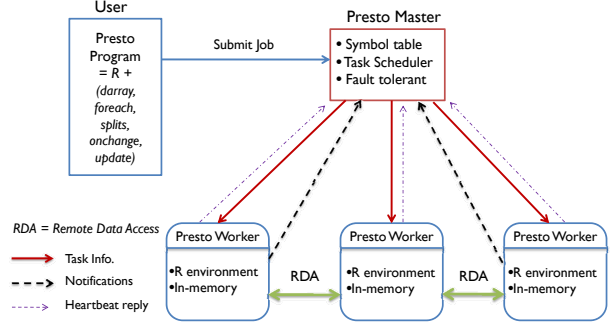 User
Presto Master
Presto
Program
= R +
(darray,
foreach,
splits,
onchange,
update)
Submit Job
• Symbol table
• Task Scheduler
• Fault tolerant
RDA = Remote Data Access
Task Info.
Notifications
Heartbeat reply
Presto Worker
•R environment
•In-memory
RDA
Presto Worker
•R environment
•In-memory
RDA
Presto Worker
•R environment
•In-memory